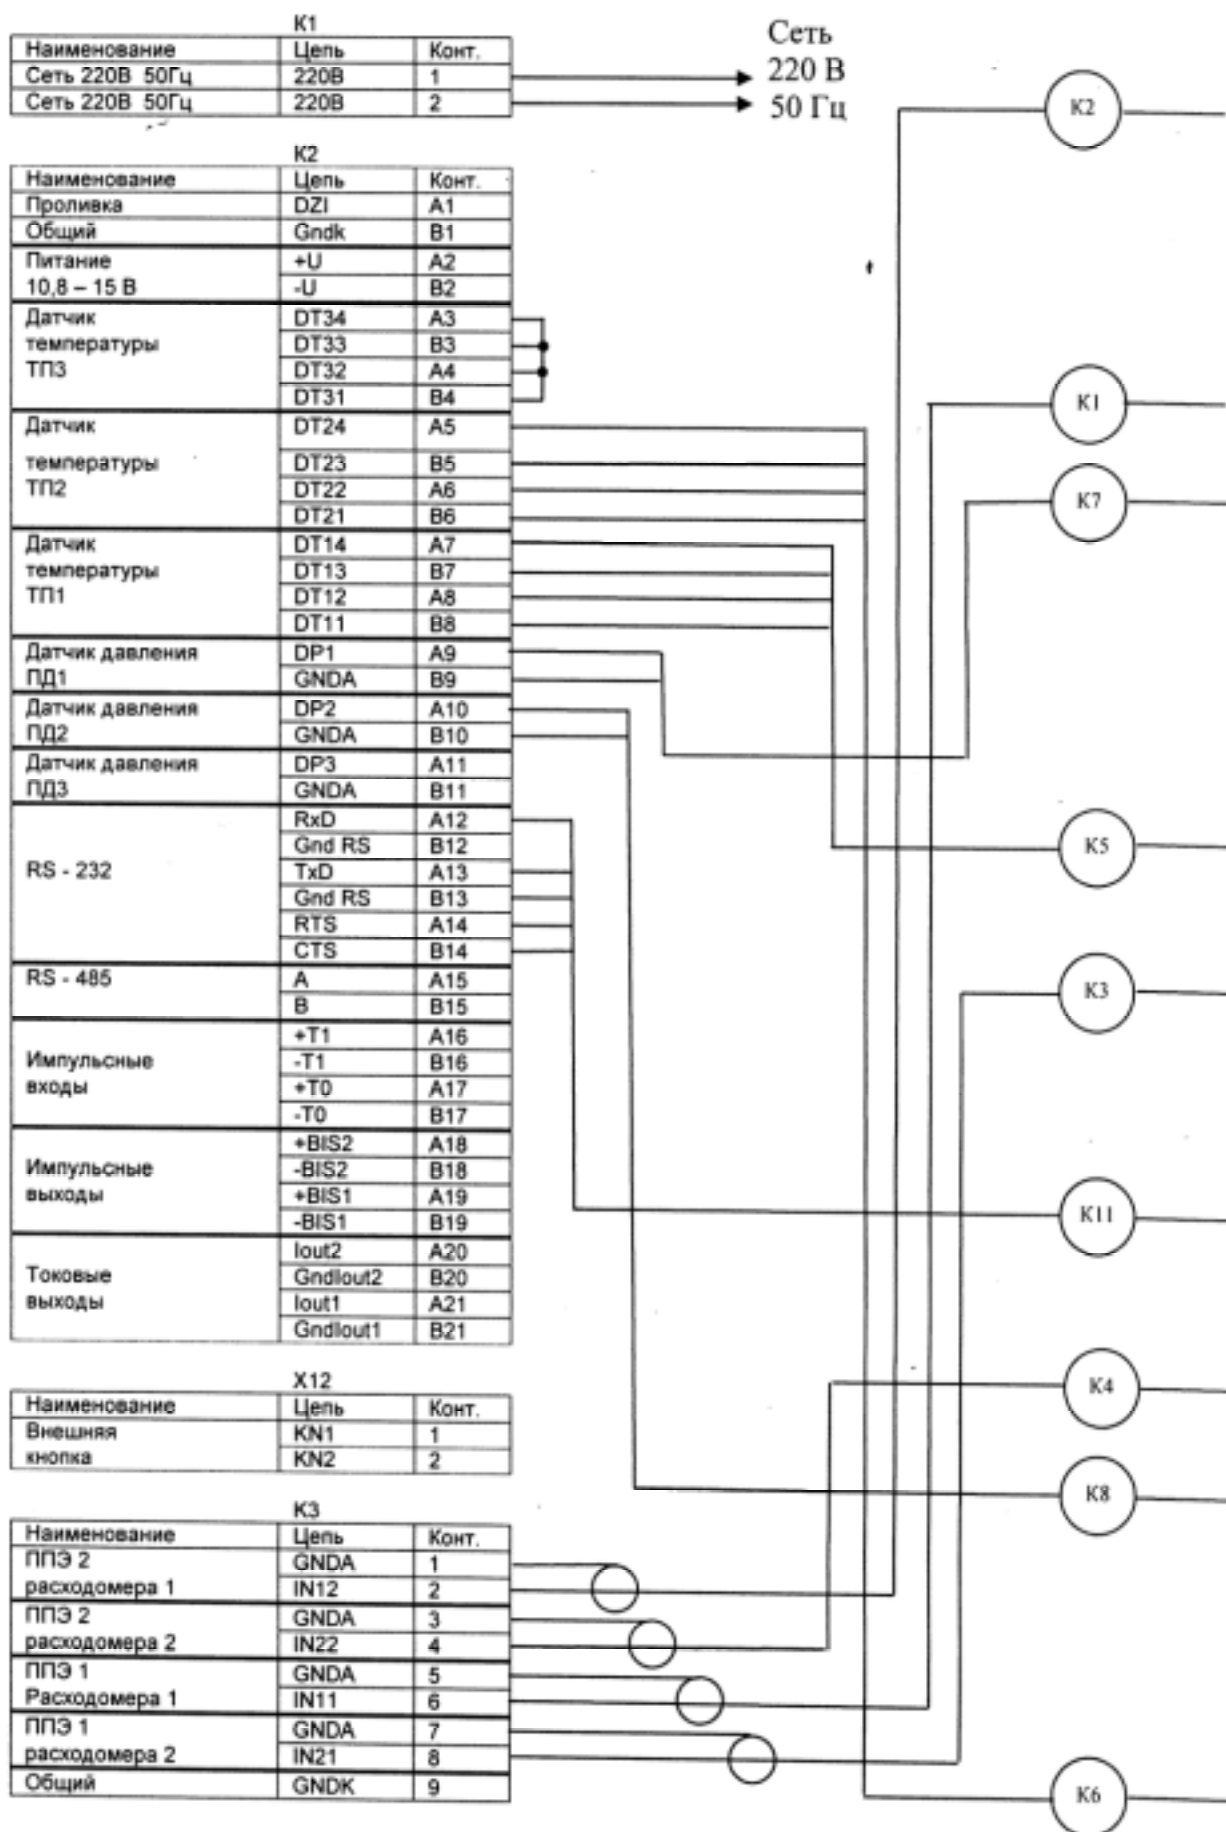 К1
Наименование Цепь Конт.
Сеть 220В 50Гц 220В 1
Сеть 220В 50Гц 220В 2
Сеть
220 В
50 Гц
К2
Наименование Цепь Конт.
Проливка DZI A1
Общий Gndk B1
Питание +U A2
10,8 – 15 В -U B2
Датчик DT34 A3
температуры DT33 B3
ТП3 DT32 A4
DT31 B4
Датчик DT24 A5
температуры DT23 B5
ТП2 DT22 A6
DT21 B6
Датчик DT14 A7
температуры DT13 B7
ТП1 DT12 A8
DT11 B8
Датчик давления DP1 A9
ПД1 GNDA B9
Датчик давления DP2 A10
ПД2 GNDA B10
Датчик давления DP3 A11
ПД3 GNDA B11
RxD A12
Gnd RS B12
RS - 232 TxD A13
Gnd RS B13
RTS A14
CTS B14
RS - 485 A A15
B B15
+T1 A16
Импульсные -T1 B16
входы +T0 A17
-T0 B17
+BIS2 A18
Импульсные -BIS2 B18
выходы +BIS1 A19
-BIS1 B19
Iout2 A20
Токовые GndIout2 B20
выходы Iout1 A21
GndIout1 B21
X12
Наименование Цепь Конт.
Внешняя KN1 1
кнопка KN2 2
К3
Наименование Цепь Конт.
ППЭ 2 GNDA 1
расходомера 1 IN12 2
ППЭ 2 GNDA 3
расходомера 2 IN22 4
ППЭ 1 GNDA 5
Расходомера 1 IN11 6
ППЭ 1 GNDA 7
расходомера 2 IN21 8
Общий GNDK 9
К2
К1
К7
К5
К3
К11
К4
К8
К6